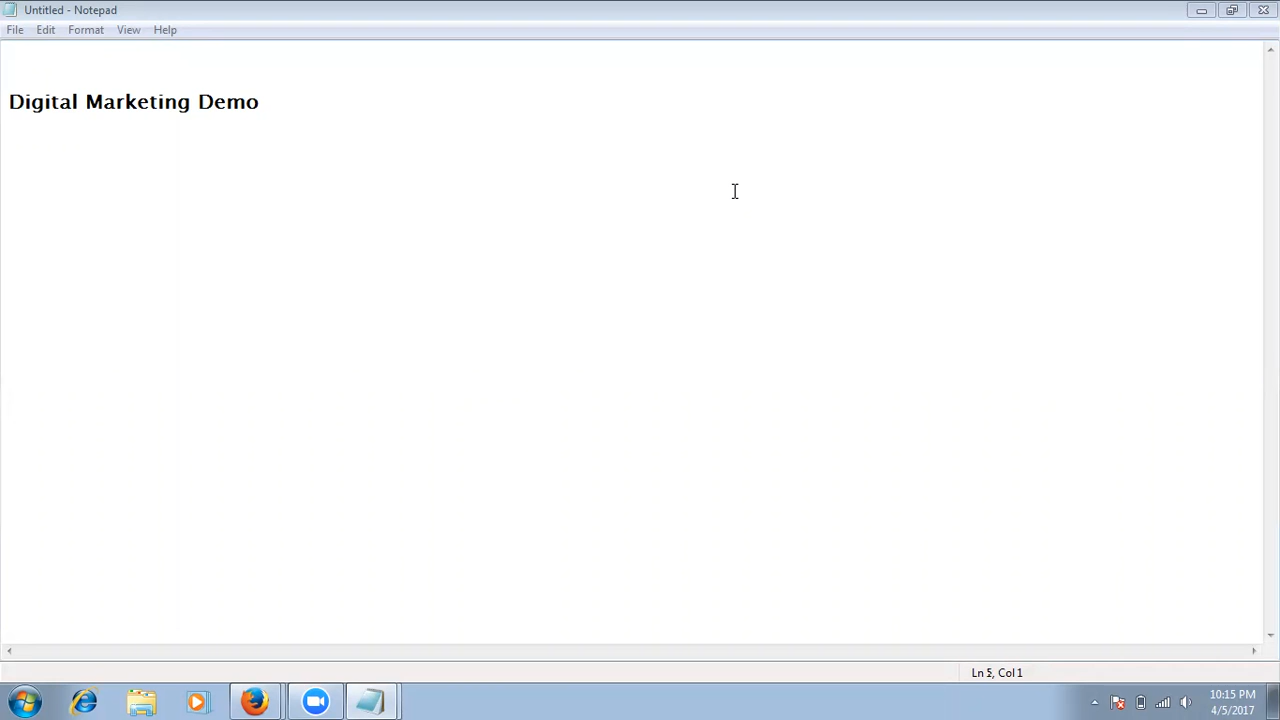 Untitled - Notepad
File Edit Format View Help
Digital Marketing Demo
Ln 5, Col 1
10:15 PM
4/5/2017